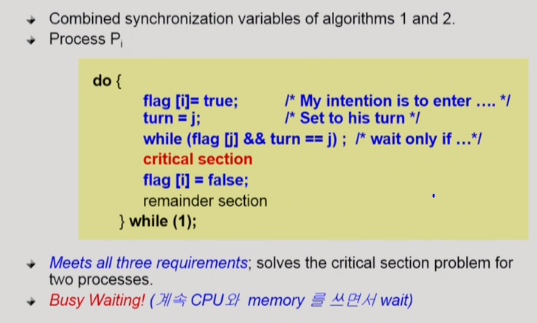 Combined synchronization variables of algorithms 1 and 2.
Process Pi
do {
flag [i]= true; /* My intention is to enter .... */
turn = j; /* Set to his turn */
while (flag [j] && turn == j) ; /* wait only if ...*/
critical section
flag [i] = false;
remainder section
} while (1);
Meets all three requirements; solves the critical section problem for
two processes.
Busy Waiting! (계속 CPU와 memory 를 쓰면서 wait)